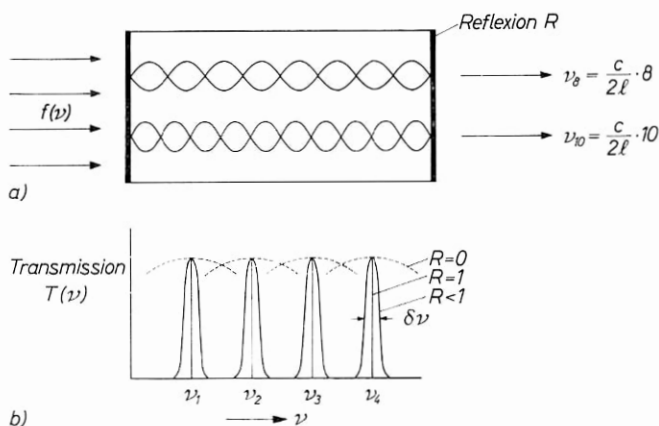 Reflexion R
f(ν)
ν₈ = c/2ℓ · 8
ν₁₀ = c/2ℓ · 10
a)
Transmission
T(ν)
R=0
R=1
R<1
δν
ν₁ ν₂ ν₃ ν₄
ν
b)